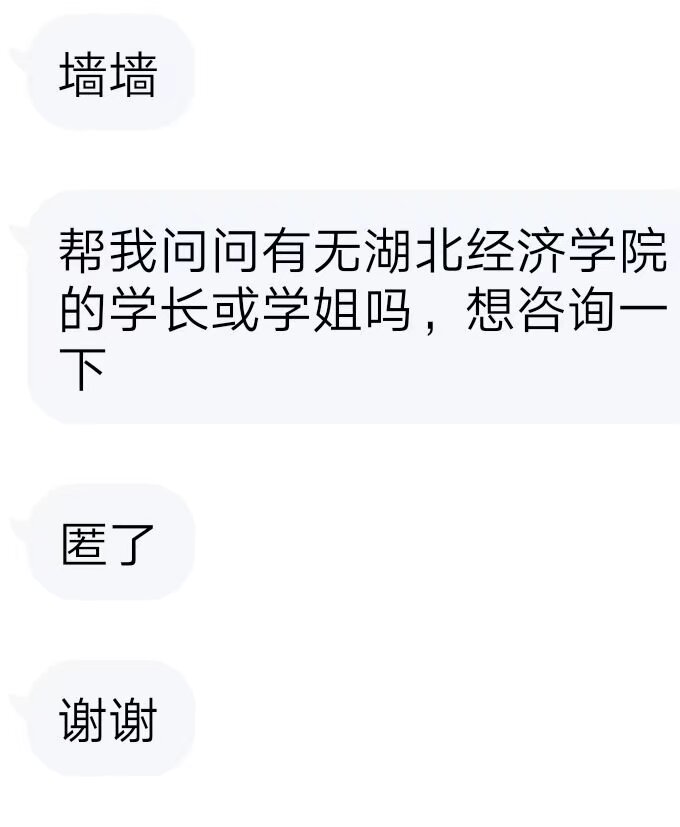 墙墙
帮我问问有无湖北经济学院
的学长或学姐吗，想咨询一
下
匿了
谢谢